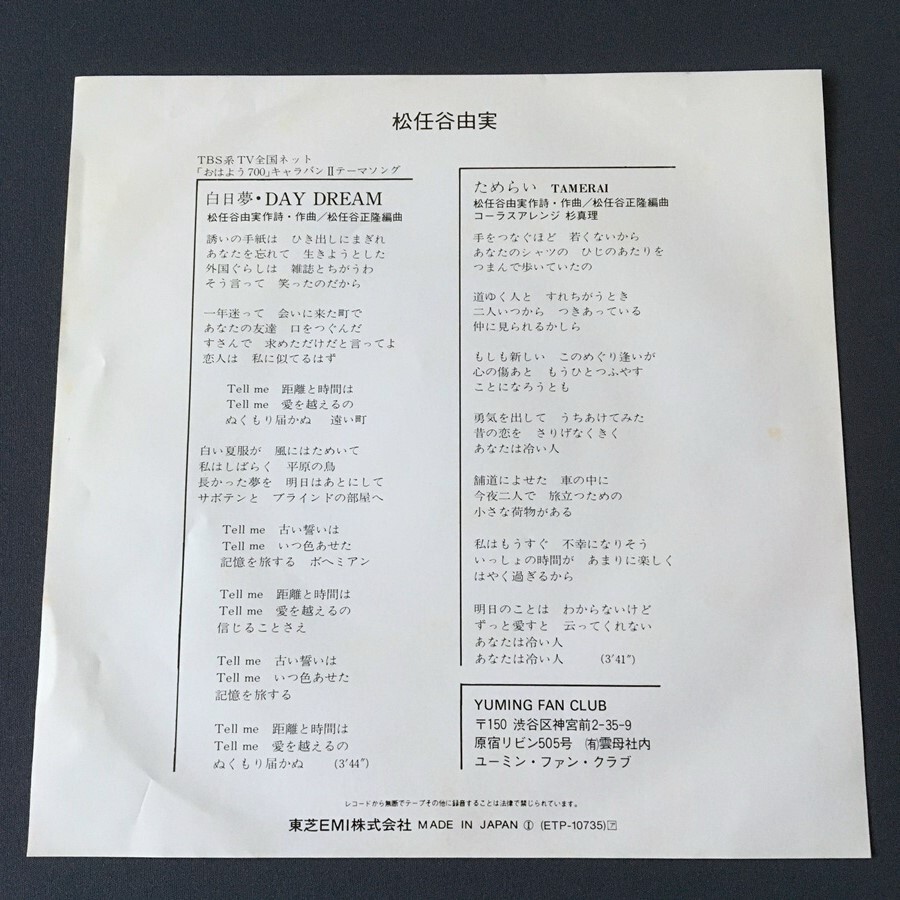 松任谷由実
TBS系TV全国ネット
「おはよう700」キャラバンⅡテーマソング
白日夢・DAY DREAM
松任谷由実作詩・作曲／松任谷正隆編曲
誘いの手紙は　ひき出しにまぎれ
あなたを忘れて　生きようとした
外国ぐらしは　雑誌とちがうわ
そう言って　笑ったのだから
一年迷って　会いに来た町で
あなたの友達　口をつぐんだ
すさんで　求めただけだと言ってよ
恋人は　私に似てるはず
Tell me　距離と時間は
Tell me　愛を越えるの
ぬくもり届かぬ　遠い町
白い夏服が　風にはためいて
私はしばらく　平原の鳥
長かった夢を　明日はあとにして
サボテンと　ブラインドの部屋へ
Tell me　古い誓いは
Tell me　いつ色あせた
記憶を旅する　ボヘミアン
Tell me　距離と時間は
Tell me　愛を越えるの
信じることさえ
Tell me　古い誓いは
Tell me　いつ色あせた
記憶を旅する
Tell me　距離と時間は
Tell me　愛を越えるの
ぬくもり届かぬ　(3′44″)
ためらい　TAMERAI
松任谷由実作詩・作曲／松任谷正隆編曲
コーラスアレンジ 杉真理
手をつなぐほど　若くないから
あなたのシャツの　ひじのあたりを
つまんで歩いていたの
道ゆく人と　すれちがうとき
二人いつから　つきあっている
仲に見られるかしら
もしも新しい　このめぐり逢いが
心の傷あと　もうひとつふやす
ことになろうとも
勇気を出して　うちあけてみた
昔の恋を　さりげなくきく
あなたは冷い人
舗道によせた　車の中に
今夜二人で　旅立つための
小さな荷物がある
私はもうすぐ　不幸になりそう
いっしょの時間が　あまりに楽しく
はやく過ぎるから
明日のことは　わからないけど
ずっと愛すと　云ってくれない
あなたは冷い人
あなたは冷い人　(3′41″)
YUMING FAN CLUB
〒150 渋谷区神宮前2-35-9
原宿リビン505号　㈲雲母社内
ユーミン・ファン・クラブ
レコードから無断でテープその他に録音することは法律で禁じられています。
東芝EMI株式会社 MADE IN JAPAN Ⓘ (ETP-10735)ア